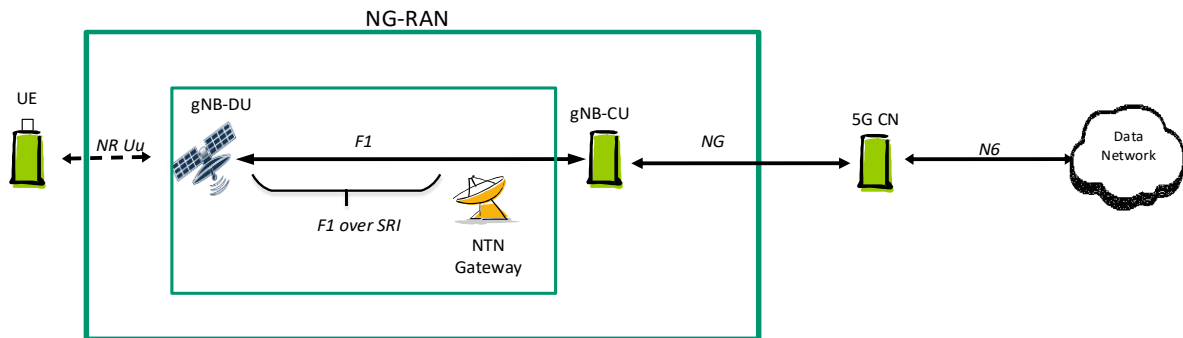 NG-RAN
UE
gNB-DU
gNB-CU
5G CN
NR Uu
F1
NG
N6
Data
Network
F1 over SRI
NTN
Gateway